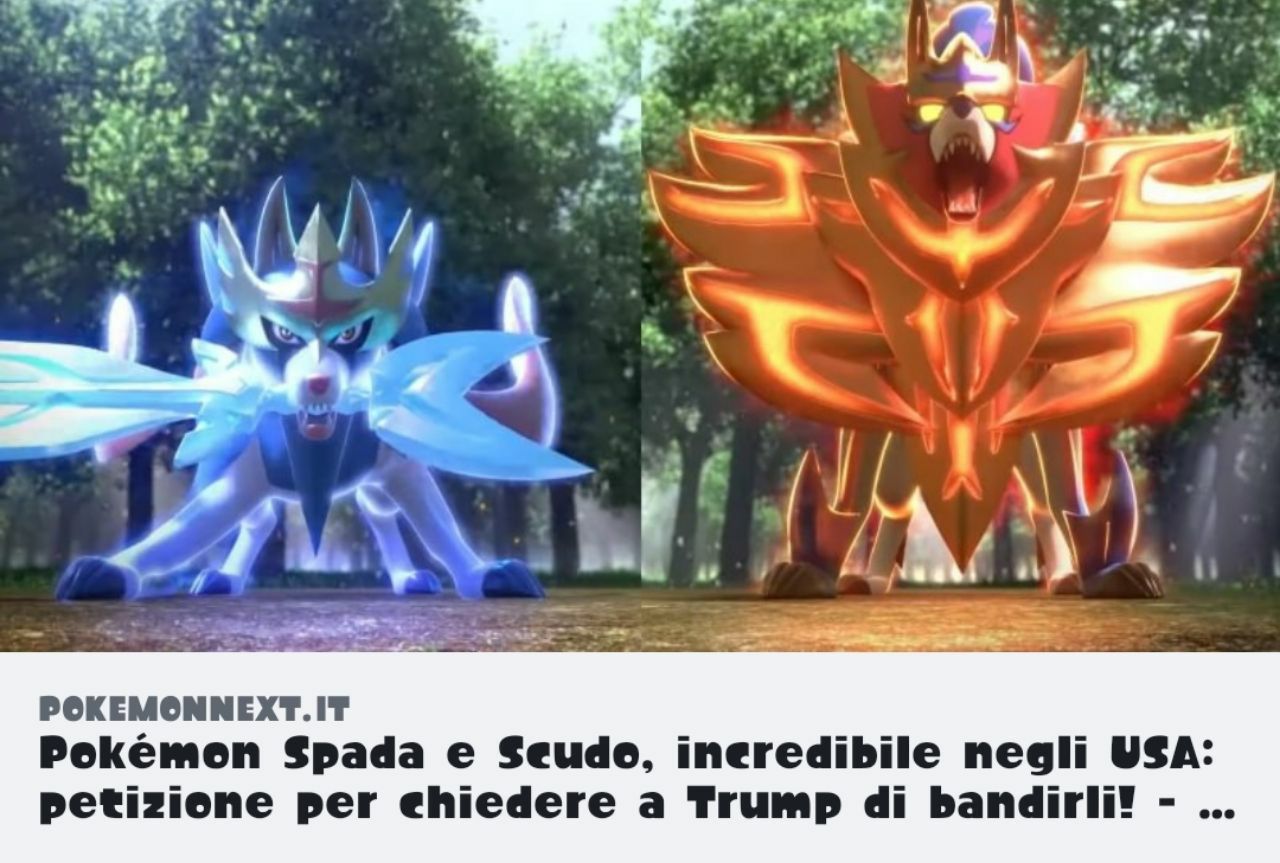 POKEMONNEXT.IT
Pokémon Spada e Scudo, incredibile negli USA:
petizione per chiedere a Trump di bandirli! - ...